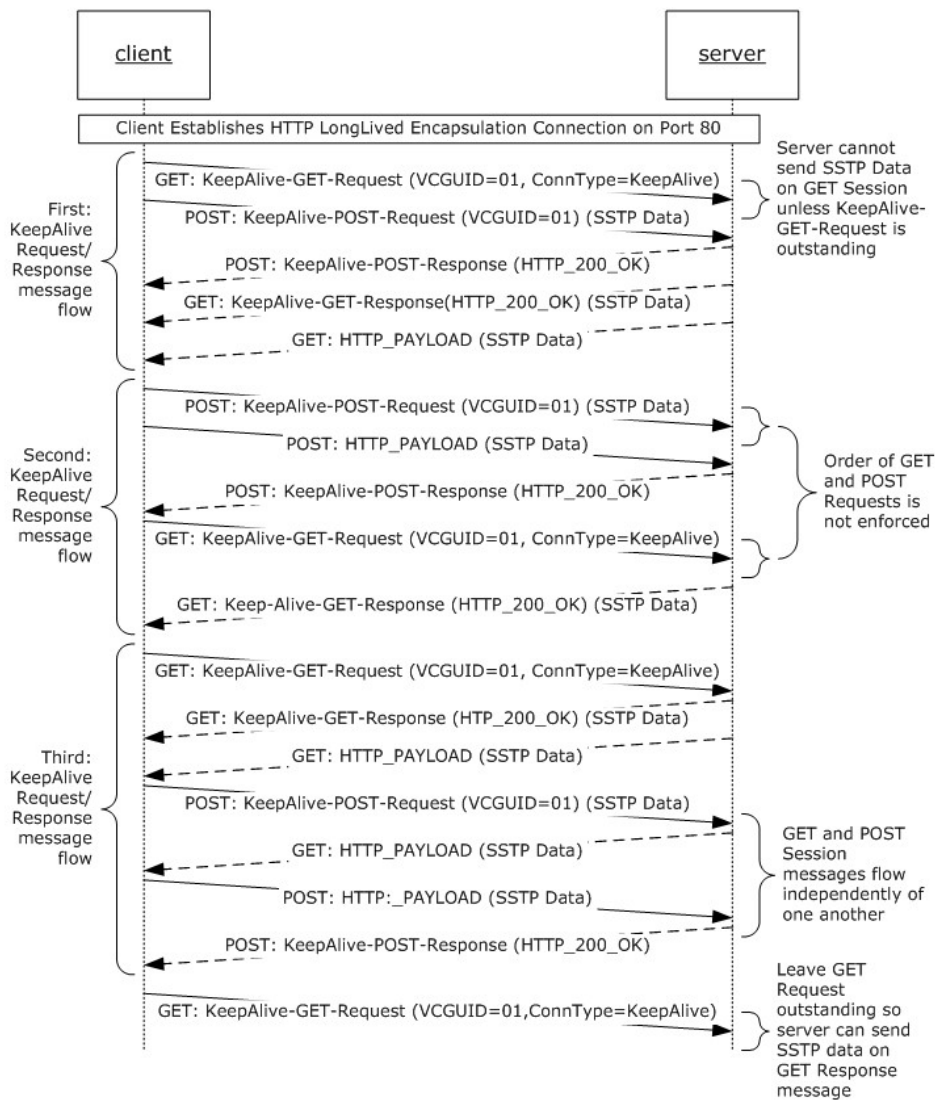 client
server
Client Establishes HTTP LongLived Encapsulation Connection on Port 80
First:
KeepAlive
Request/
Response
message
flow
GET: KeepAlive-GET-Request (VCGUID=01, ConnType=KeepAlive)
POST: KeepAlive-POST-Request (VCGUID=01) (SSTP Data)
POST: KeepAlive-POST-Response (HTTP_200_OK)
GET: KeepAlive-GET-Response(HTTP_200_OK) (SSTP Data)
GET: HTTP_PAYLOAD (SSTP Data)
Server cannot
send SSTP Data
on GET Session
unless KeepAlive-
GET-Request is
outstanding
Second:
KeepAlive
Request/
Response
message
flow
POST: KeepAlive-POST-Request (VCGUID=01) (SSTP Data)
POST: HTTP_PAYLOAD (SSTP Data)
POST: KeepAlive-POST-Response (HTTP_200_OK)
GET: KeepAlive-GET-Request (VCGUID=01, ConnType=KeepAlive)
GET: Keep-Alive-GET-Response (HTTP_200_OK) (SSTP Data)
Order of GET
and POST
Requests is
not enforced
Third:
KeepAlive
Request/
Response
message
flow
GET: KeepAlive-GET-Request (VCGUID=01, ConnType=KeepAlive)
GET: KeepAlive-GET-Response (HTP_200_OK) (SSTP Data)
GET: HTTP_PAYLOAD (SSTP Data)
POST: KeepAlive-POST-Request (VCGUID=01) (SSTP Data)
GET: HTTP_PAYLOAD (SSTP Data)
POST: HTTP:_PAYLOAD (SSTP Data)
POST: KeepAlive-POST-Response (HTTP_200_OK)
GET and POST
Session
messages flow
independently of
one another
GET: KeepAlive-GET-Request (VCGUID=01,ConnType=KeepAlive)
Leave GET
Request
outstanding so
server can send
SSTP data on
GET Response
message